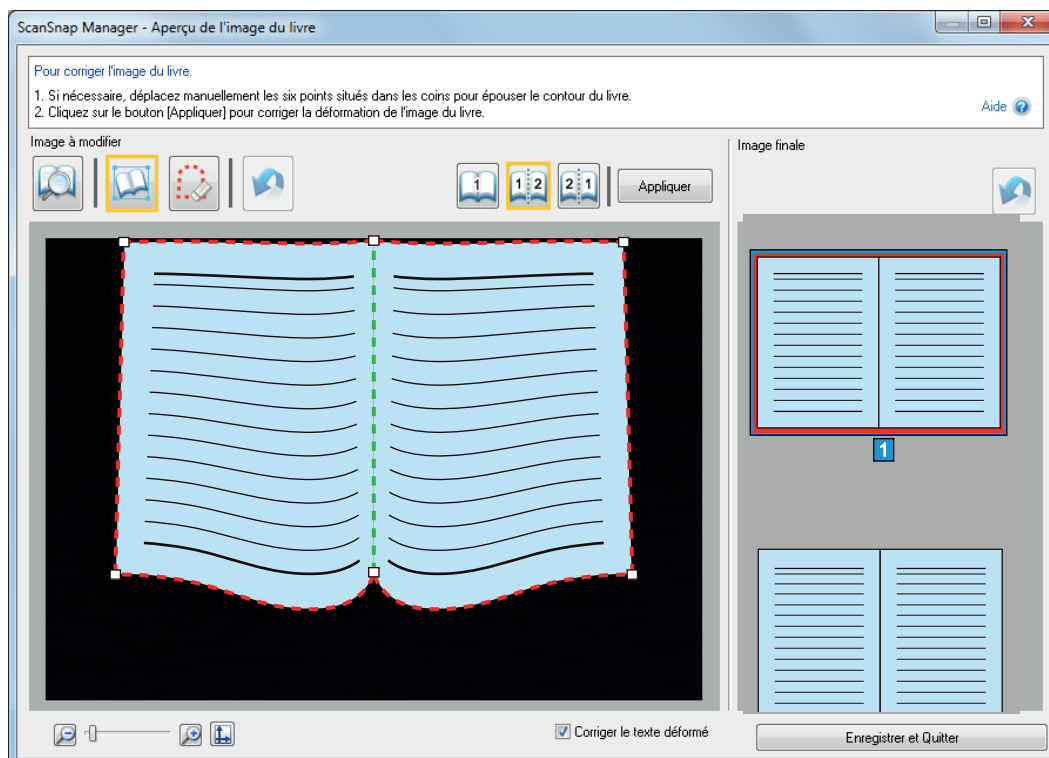 ScanSnap Manager - Aperçu de l'image du livre
Pour corriger l'image du livre.
1. Si nécessaire, déplacez manuellement les six points situés dans les coins pour épouser le contour du livre.
2. Cliquez sur le bouton [Appliquer] pour corriger la déformation de l'image du livre.
Aide
Image à modifier
1
1 2
2 1
Appliquer
Image finale
1
Corriger le texte déformé
Enregistrer et Quitter